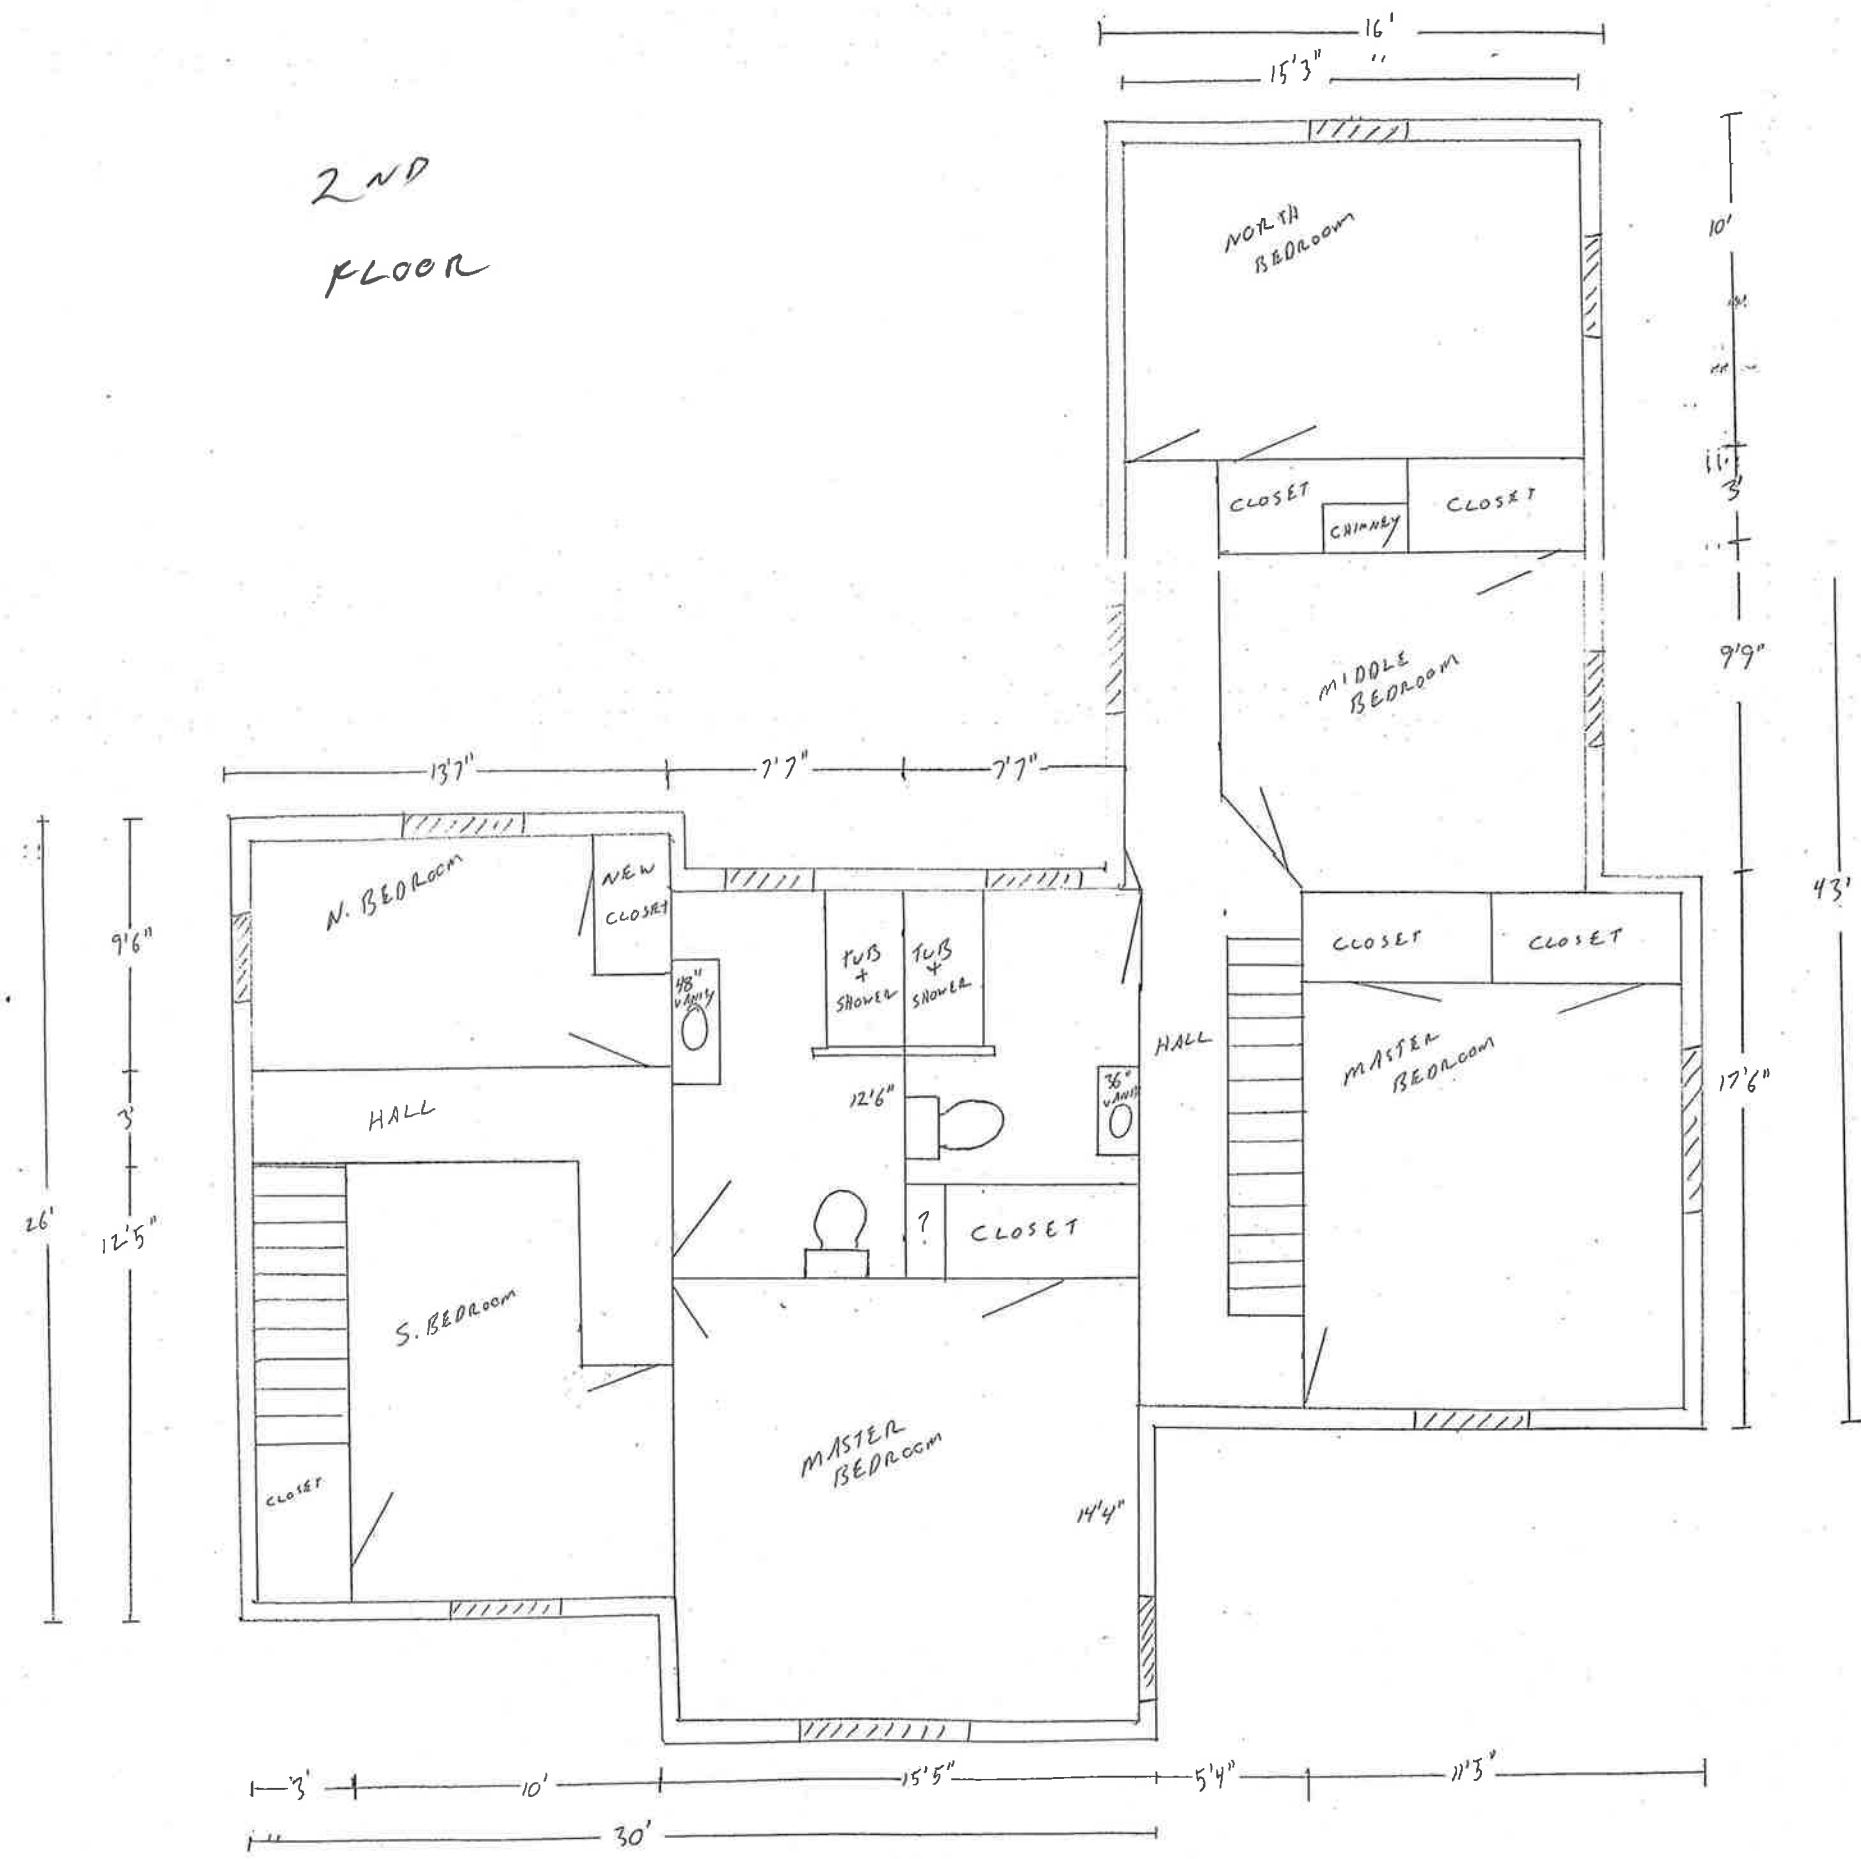 16'
15'3"
2ND
FLOOR
NORTH
BEDROOM
10'
CLOSET
CHIMNEY
CLOSET
3'
MIDDLE
BEDROOM
9'9"
13'7"
7'7"
7'7"
43'
N. BEDROOM
NEW
CLOSET
9'6"
48"
VANITY
TUB
+
SHOWER
TUB
+
SHOWER
CLOSET
CLOSET
HALL
MASTER
BEDROOM
17'6"
36"
VANITY
12'6"
HALL
3'
26'
12'5"
?
CLOSET
S. BEDROOM
MASTER
BEDROOM
CLOSET
14'4"
3'
10'
15'5"
5'4"
30'